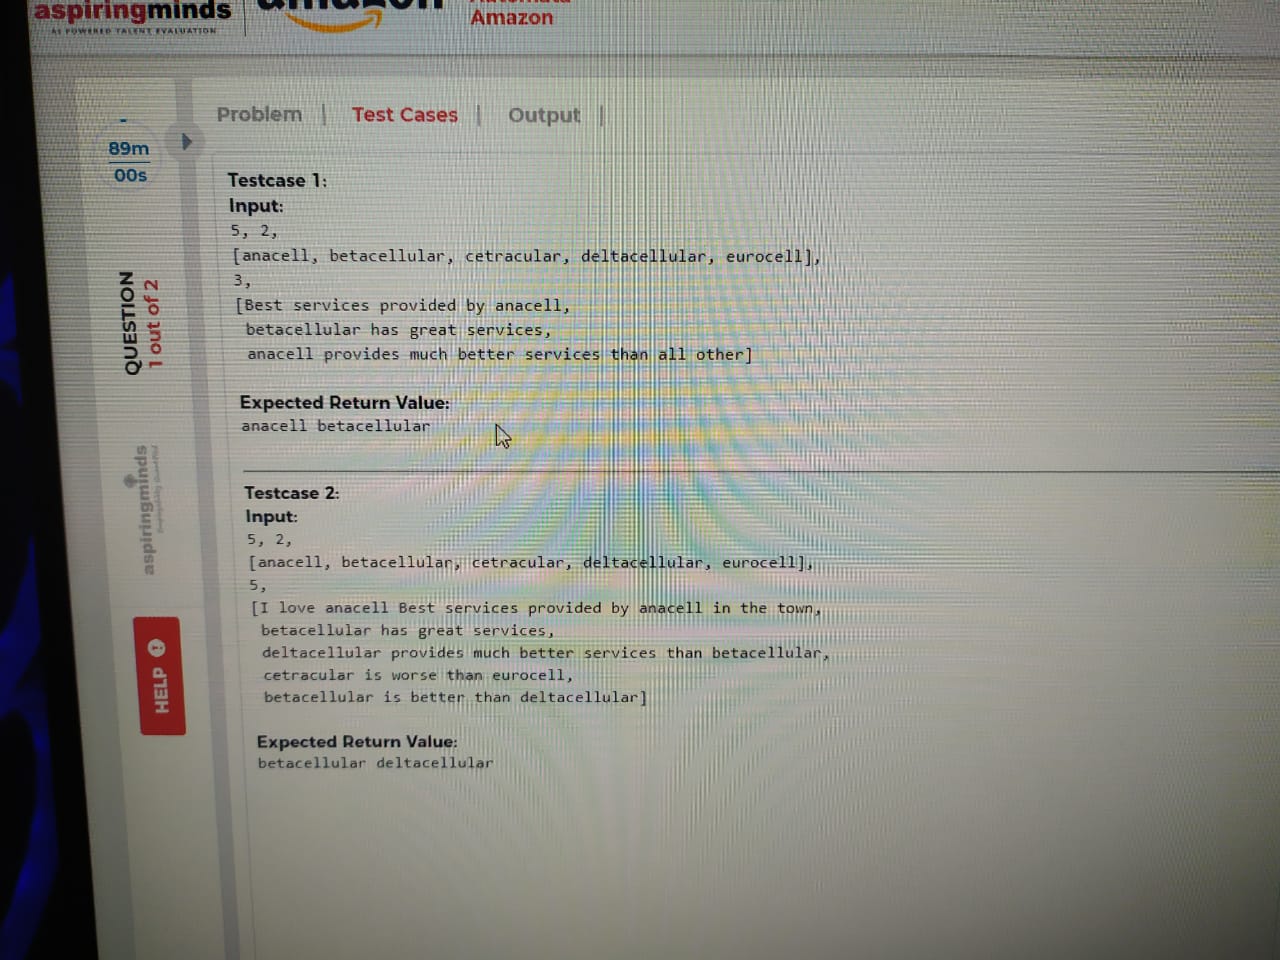 aspiringminds
amazon
Amazon
Problem | Test Cases | Output |
89m
00s
QUESTION
1 out of 2
aspiringminds
HELP
Testcase 1:
Input:
5, 2,
[anacell, betacellular, cetracular, deltacellular, eurocell],
3,
[Best services provided by anacell,
betacellular has great services,
anacell provides much better services than all other]
Expected Return Value:
anacell betacellular
Testcase 2:
Input:
5, 2,
[anacell, betacellular, cetracular, deltacellular, eurocell],
5,
[I love anacell Best services provided by anacell in the town,
betacellular has great services,
deltacellular provides much better services than betacellular,
cetracular is worse than eurocell,
betacellular is better than deltacellular]
Expected Return Value:
betacellular deltacellular